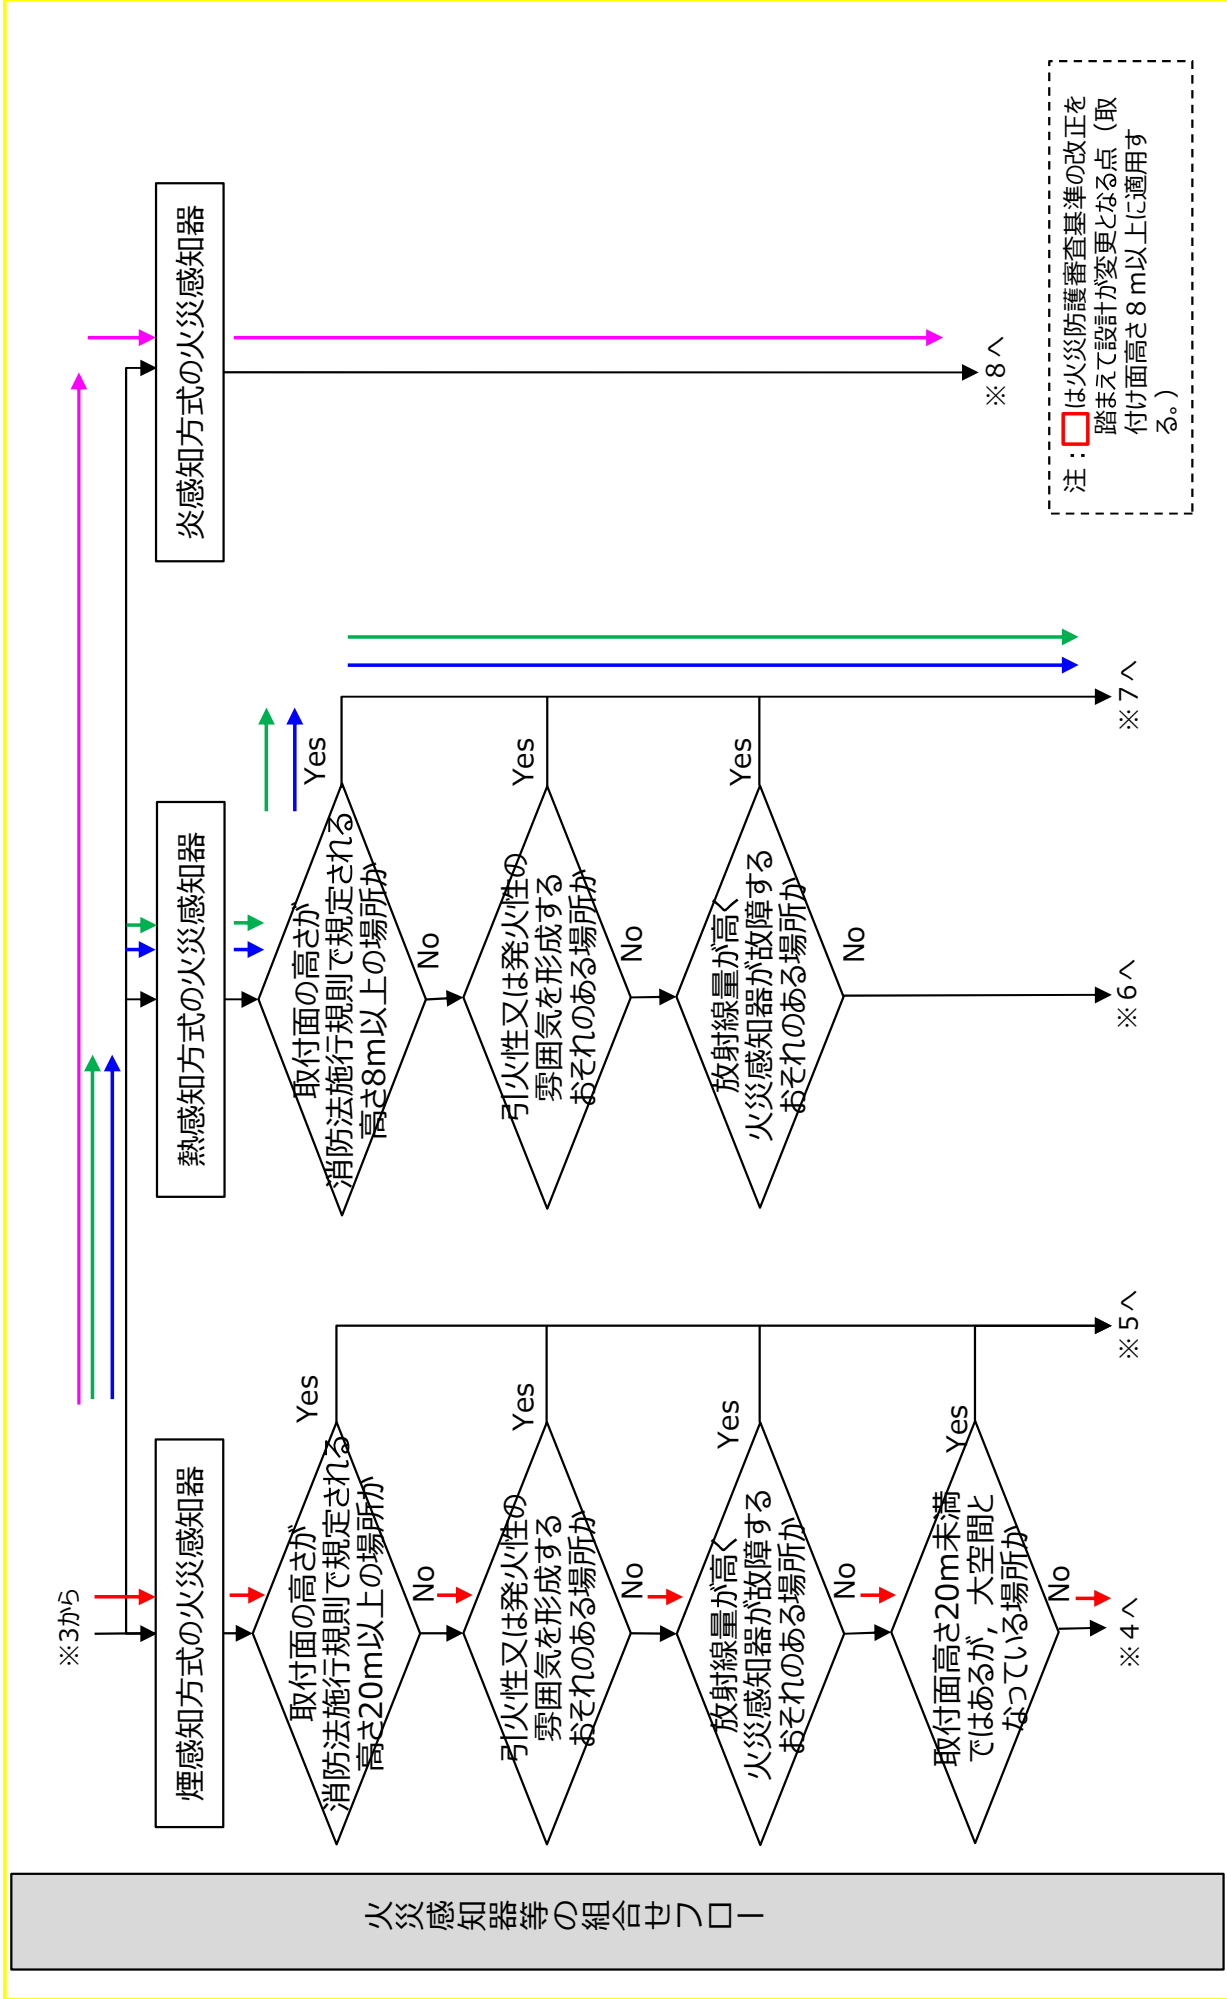 火災感知器等の組合せフロー
※3から
煙感知方式の火災感知器
取付面の高さが
消防法施行規則で規定される
高さ20m以上の場所か
Yes
No
引火性又は発火性の
雰囲気を形成する
おそれのある場所か
Yes
No
放射線量が高く
火災感知器が故障する
おそれのある場所か
Yes
No
取付面高さ20m未満
ではあるが，大空間と
なっている場所か
Yes
No
※４へ
※５へ
熱感知方式の火災感知器
取付面の高さが
消防法施行規則で規定される
高さ8m以上の場所か
Yes
No
引火性又は発火性の
雰囲気を形成する
おそれのある場所か
Yes
No
放射線量が高く
火災感知器が故障する
おそれのある場所か
Yes
No
※６へ
※７へ
炎感知方式の火災感知器
※８へ
注：□は火災防護審査基準の改正を
踏まえて設計が変更となる点（取
付け面高さ８ｍ以上に適用す
る。）